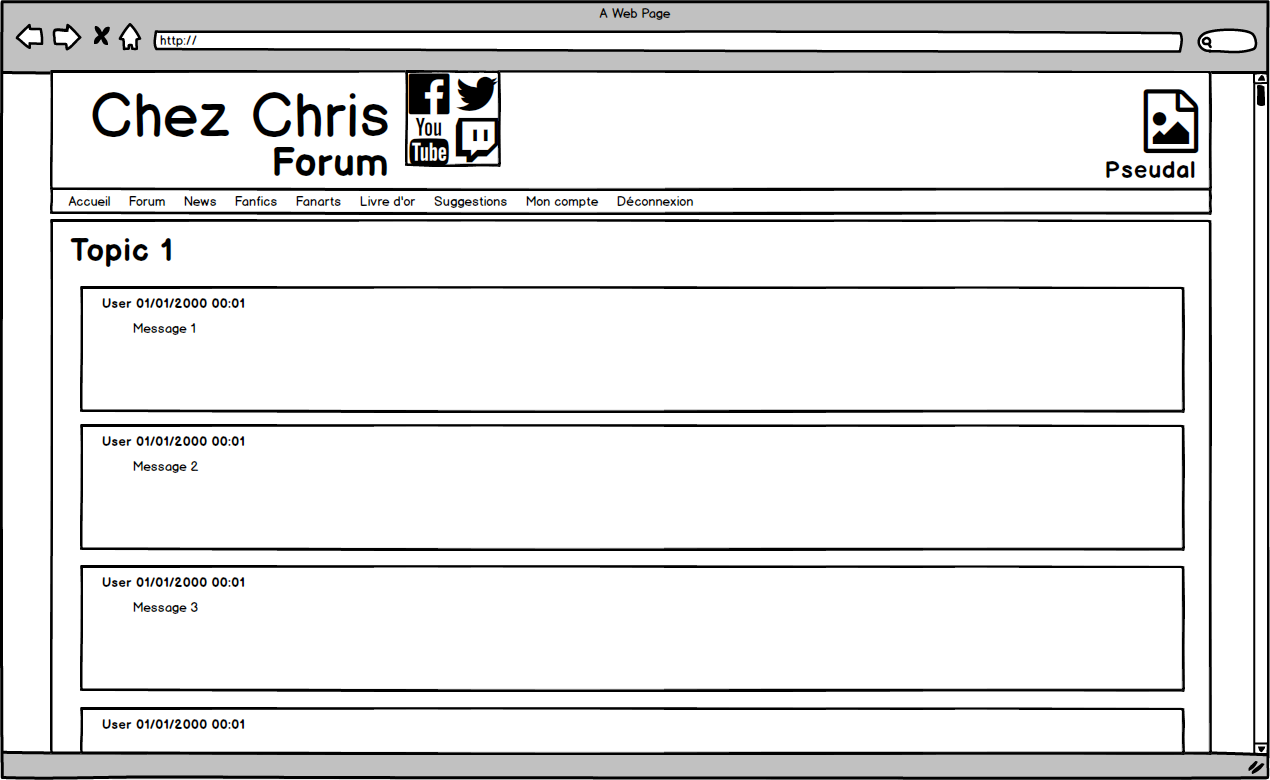 A Web Page
http://
Chez Chris
Forum
You
Tube
Pseudal
Accueil Forum News Fanfics Fanarts Livre d'or Suggestions Mon compte Déconnexion
Topic 1
User 01/01/2000 00:01
Message 1
User 01/01/2000 00:01
Message 2
User 01/01/2000 00:01
Message 3
User 01/01/2000 00:01